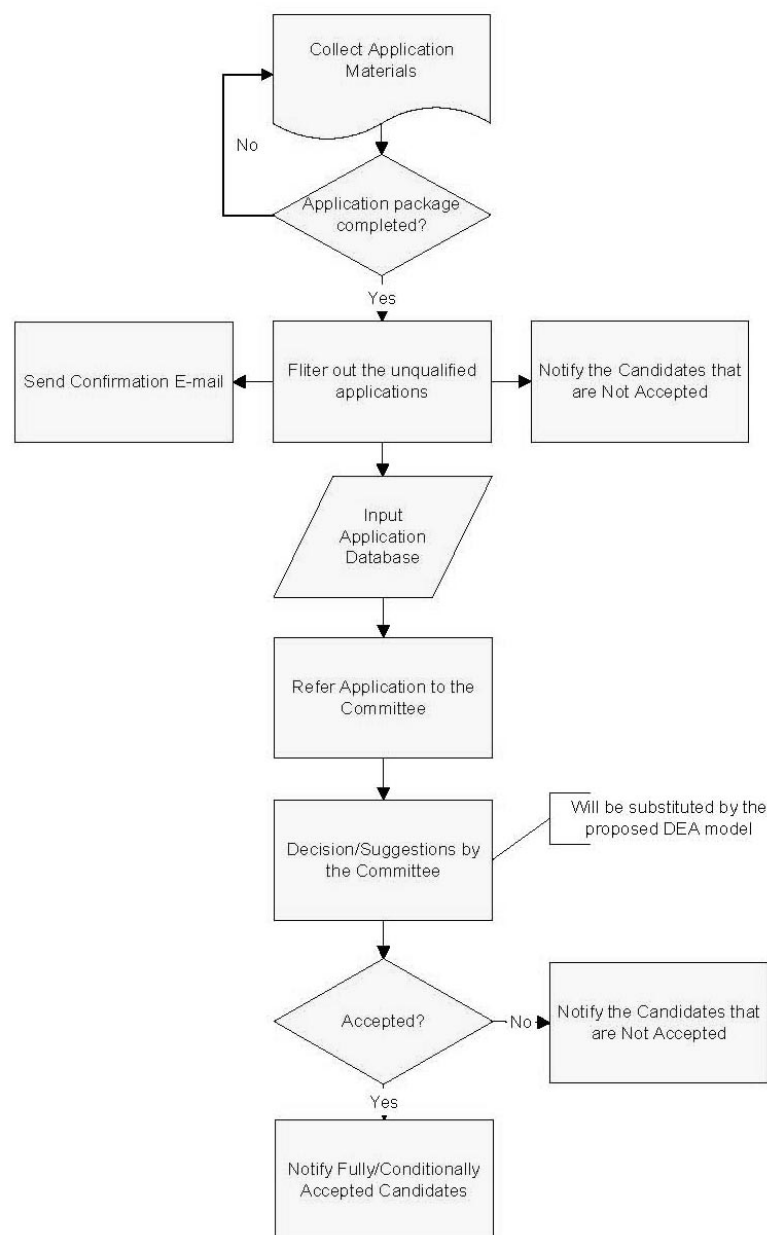 Collect Application
Materials
No
Application package
completed?
Yes
Send Confirmation E-mail
Fliter out the unqualified
applications
Notify the Candidates that
are Not Accepted
Input
Application
Database
Refer Application to the
Committee
Will be substituted by the
proposed DEA model
Decision/Suggestions by
the Committee
Accepted?
No
Notify the Candidates that
are Not Accepted
Yes
Notify Fully/Conditionally
Accepted Candidates